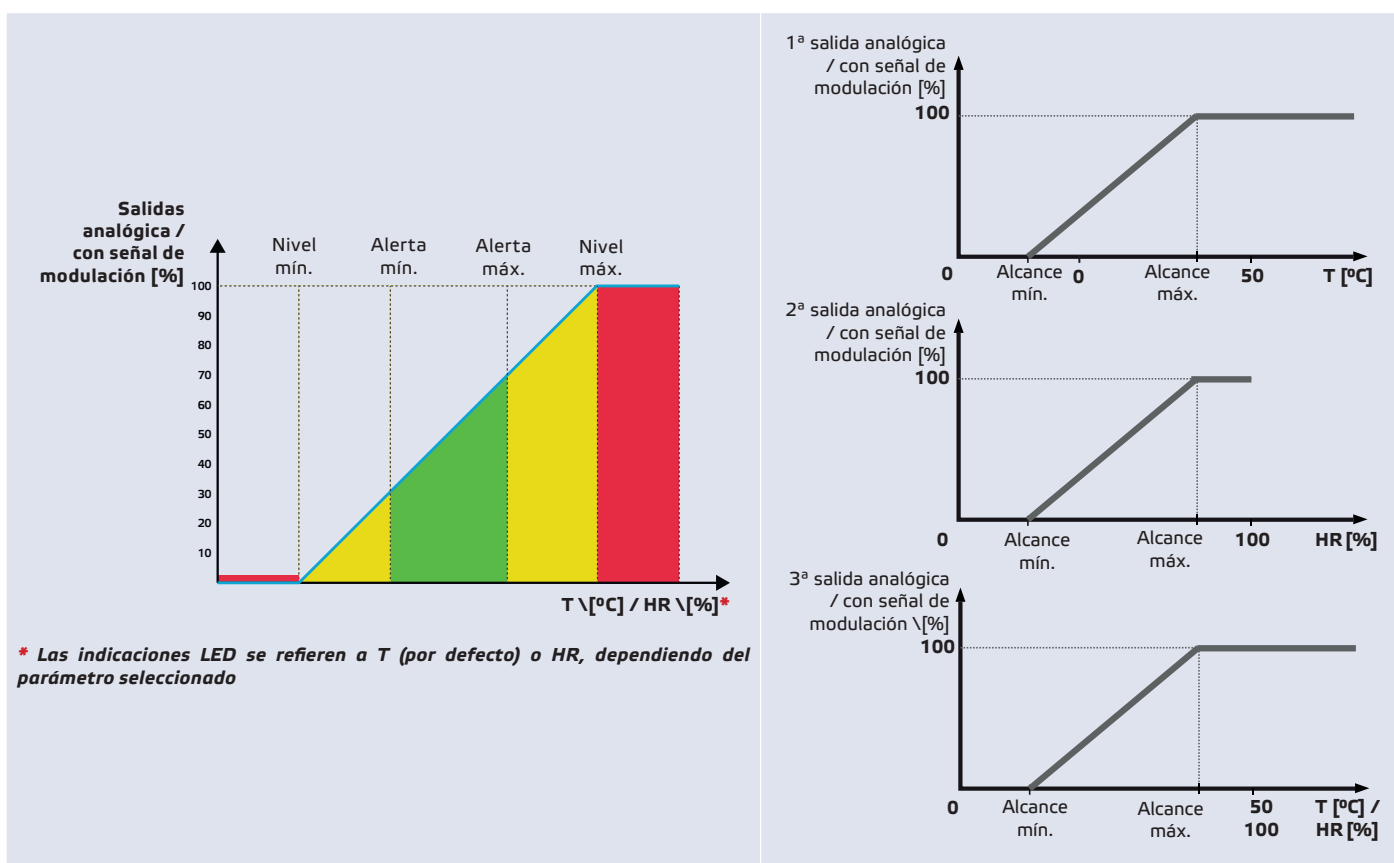 Salidas
analógica /
con señal de
modulación [%]
Nivel
mín.
Alerta
mín.
Alerta
máx.
Nivel
máx.
100
90
80
70
60
50
40
30
20
10
T \[ºC] / HR \[%]*
* Las indicaciones LED se refieren a T (por defecto) o HR, dependiendo del
parámetro seleccionado
1ª salida analógica
/ con señal de
modulación [%]
100
0
Alcance
mín.
0
Alcance
máx.
50
T [ºC]
2ª salida analógica
/ con señal de
modulación [%]
100
0
Alcance
mín.
Alcance
máx.
100
HR [%]
3ª salida analógica
/ con señal de
modulación \[%]
100
0
Alcance
mín.
Alcance
máx.
50
100
T [ºC] /
HR [%]